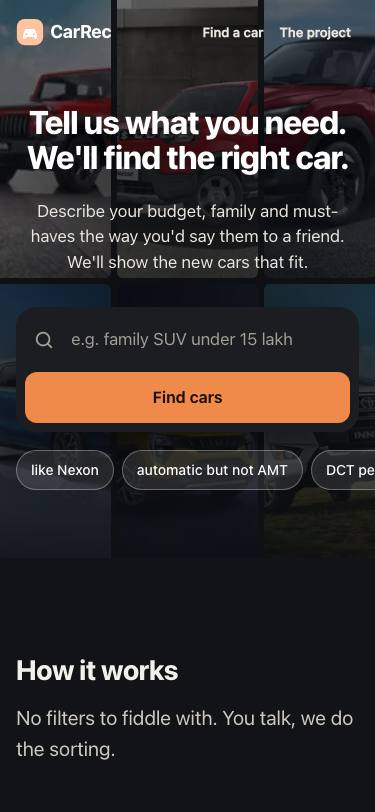 CarRec
Find a car
The project
Tell us what you need.
We'll find the right car.
Describe your budget, family and must-
haves the way you'd say them to a friend.
We'll show the new cars that fit.
e.g. family SUV under 15 lakh
Find cars
like Nexon
automatic but not AMT
DCT pe
How it works
No filters to fiddle with. You talk, we do
the sorting.